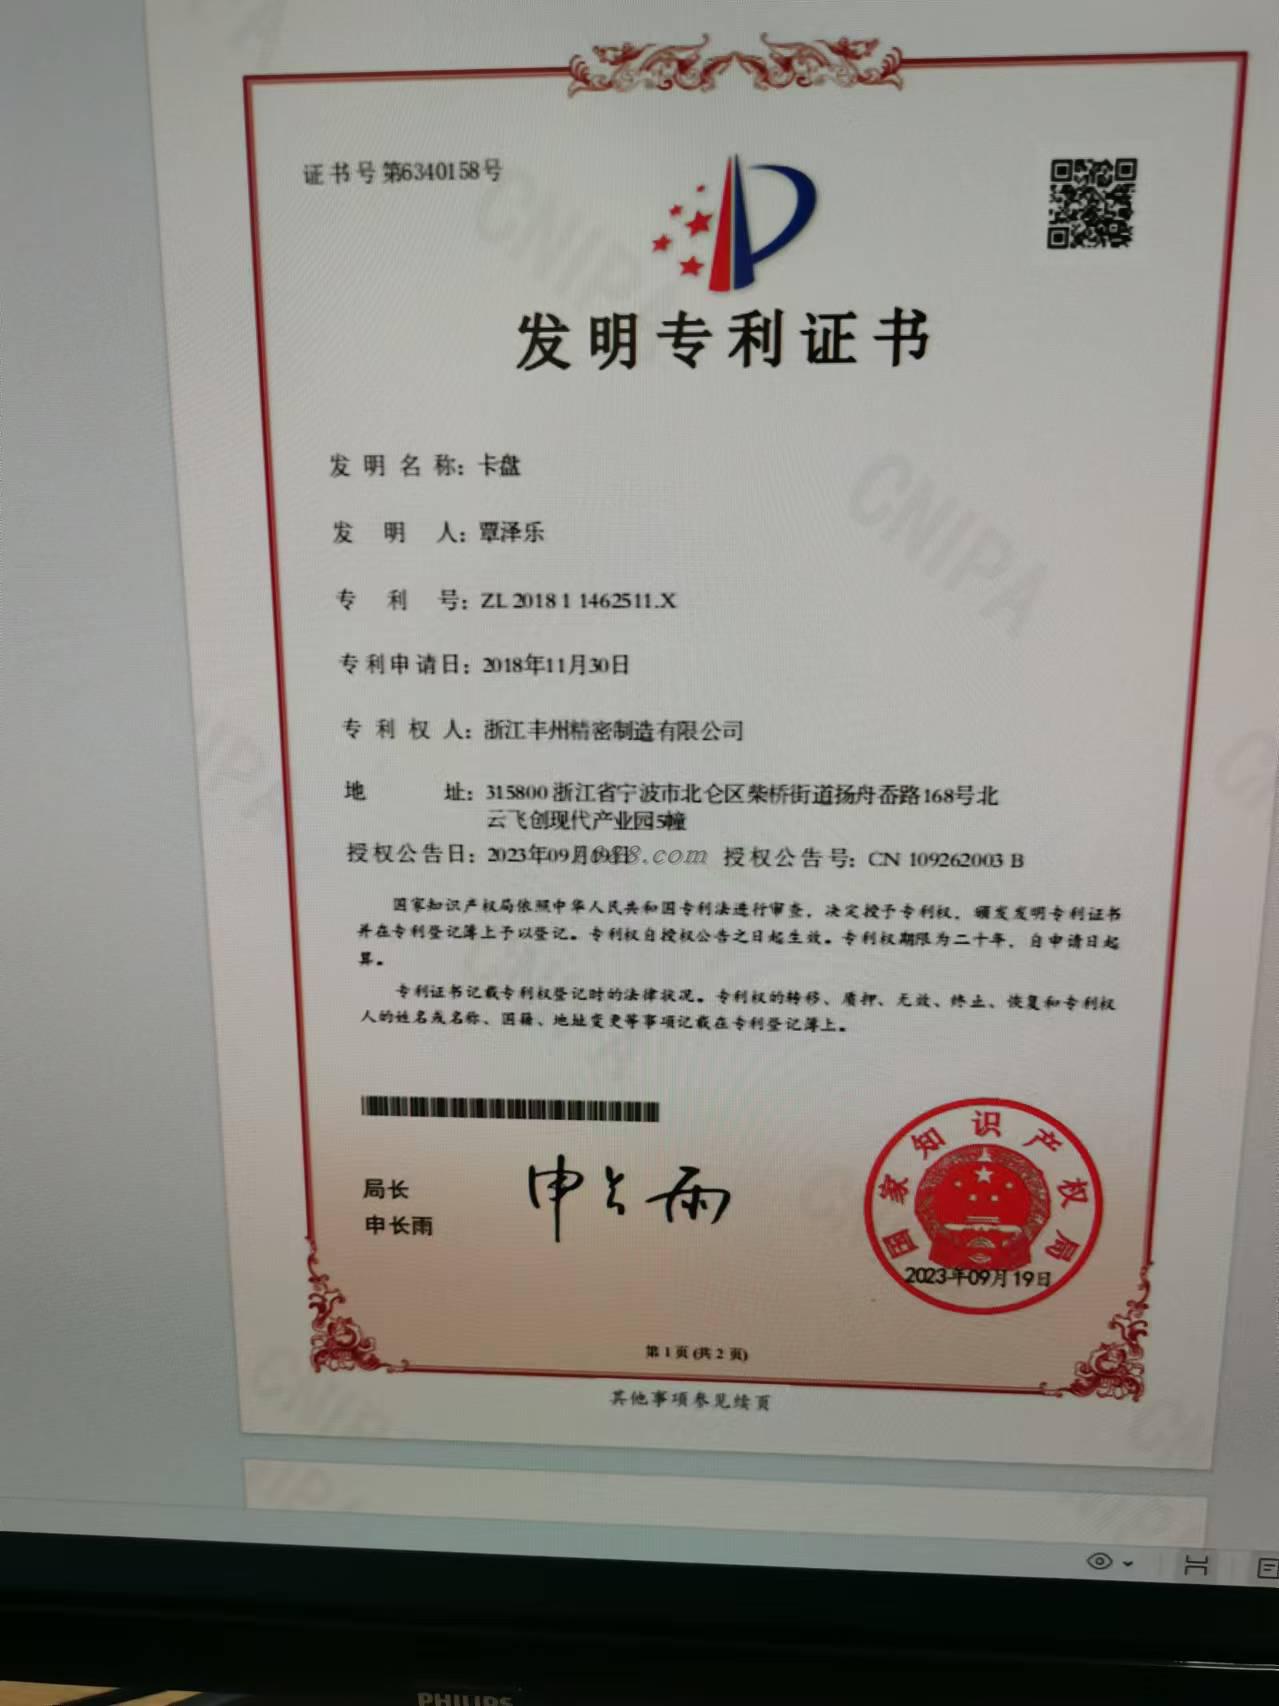 证书号第6340158号
发明专利证书
发明名称：卡盘
发明人：覃泽乐
专利号：ZL 2018 1 1462511.X
专利申请日：2018年11月30日
专利权人：浙江丰州精密制造有限公司
地址：315800 浙江省宁波市北仑区柴桥街道扬舟岙路168号北
云飞创现代产业园5幢
授权公告日：2023年09月19日 授权公告号：CN 109262003 B
国家知识产权局依照中华人民共和国专利法进行审查，决定授予专利权，颁发发明专利证书
并在专利登记簿上予以登记。专利权自授权公告之日起生效。专利权期限为二十年，自申请日起
算。
专利证书记载专利权登记时的法律状况。专利权的转移、质押、无效、终止、恢复和专利权
人的姓名或名称、国籍、地址变更等事项记载在专利登记簿上。
局长
申长雨
申长雨
国家知识产权局
2023年09月19日
第1页(共2页)
其他事项参见续页
CNIPA
CNIPA
PHILIPS